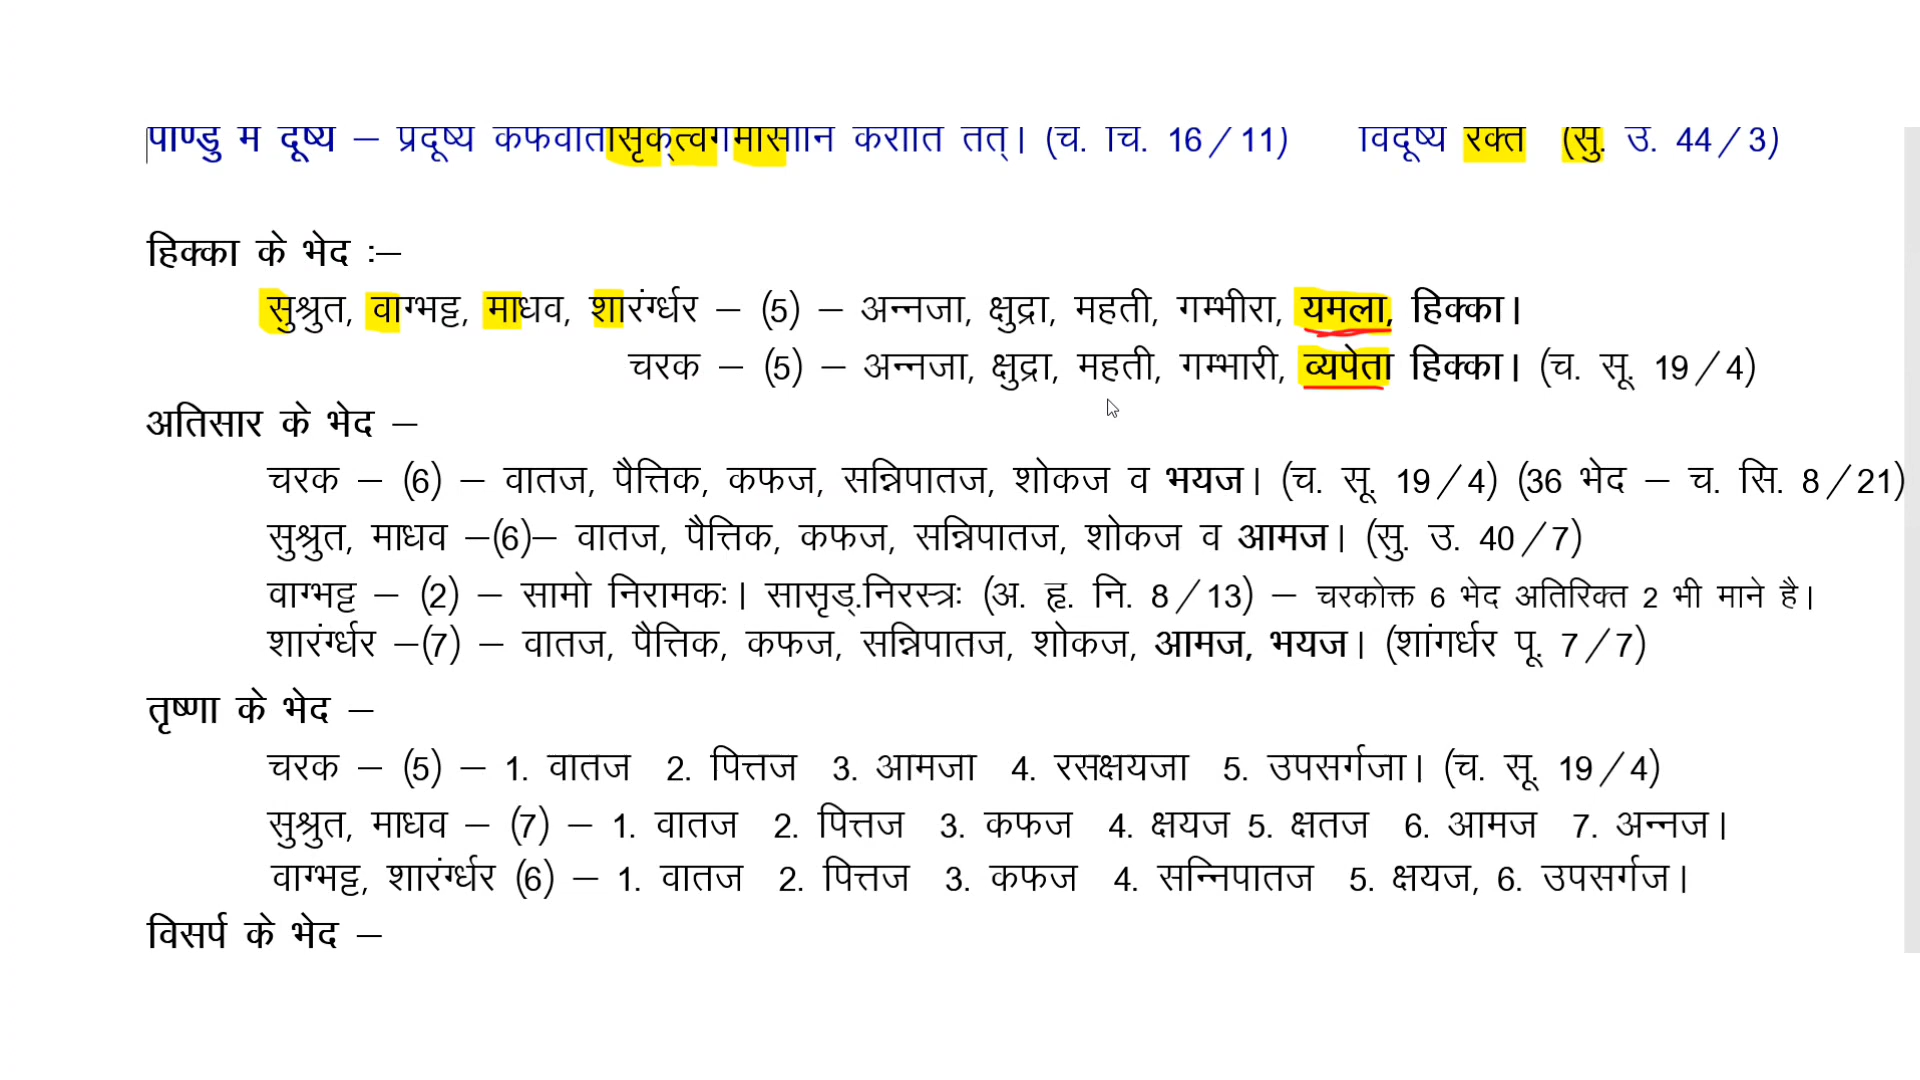 पाण्डु में दूष्य – प्रदूष्य कफवातासृक्त्वगमांसानि करोति तत्। (च. चि. 16/11) विदूष्य रक्त (सु. उ. 44/3)
हिक्का के भेद :–
सुश्रुत, वाग्भट्ट, माधव, शारंर्ग्धर – (5) – अन्नजा, क्षुद्रा, महती, गम्भीरा, यमला, हिक्का।
चरक – (5) – अन्नजा, क्षुद्रा, महती, गम्भारी, व्यपेता हिक्का। (च. सू. 19/4)
अतिसार के भेद –
चरक – (6) – वातज, पैत्तिक, कफज, सन्निपातज, शोकज व भयज। (च. सू. 19/4) (36 भेद – च. सि. 8/21)
सुश्रुत, माधव –(6)– वातज, पैत्तिक, कफज, सन्निपातज, शोकज व आमज। (सु. उ. 40/7)
वाग्भट्ट – (2) – सामो निरामकः। सासृड्.निरस्त्रः (अ. हृ. नि. 8/13) – चरकोक्त 6 भेद अतिरिक्त 2 भी माने है।
शारंर्ग्धर –(7) – वातज, पैत्तिक, कफज, सन्निपातज, शोकज, आमज, भयज। (शांगर्धर पू. 7/7)
तृष्णा के भेद –
चरक – (5) – 1. वातज 2. पित्तज 3. आमजा 4. रसक्षयजा 5. उपसर्गजा। (च. सू. 19/4)
सुश्रुत, माधव – (7) – 1. वातज 2. पित्तज 3. कफज 4. क्षयज 5. क्षतज 6. आमज 7. अन्नज।
वाग्भट्ट, शारंर्ग्धर (6) – 1. वातज 2. पित्तज 3. कफज 4. सन्निपातज 5. क्षयज, 6. उपसर्गज।
विसर्प के भेद –